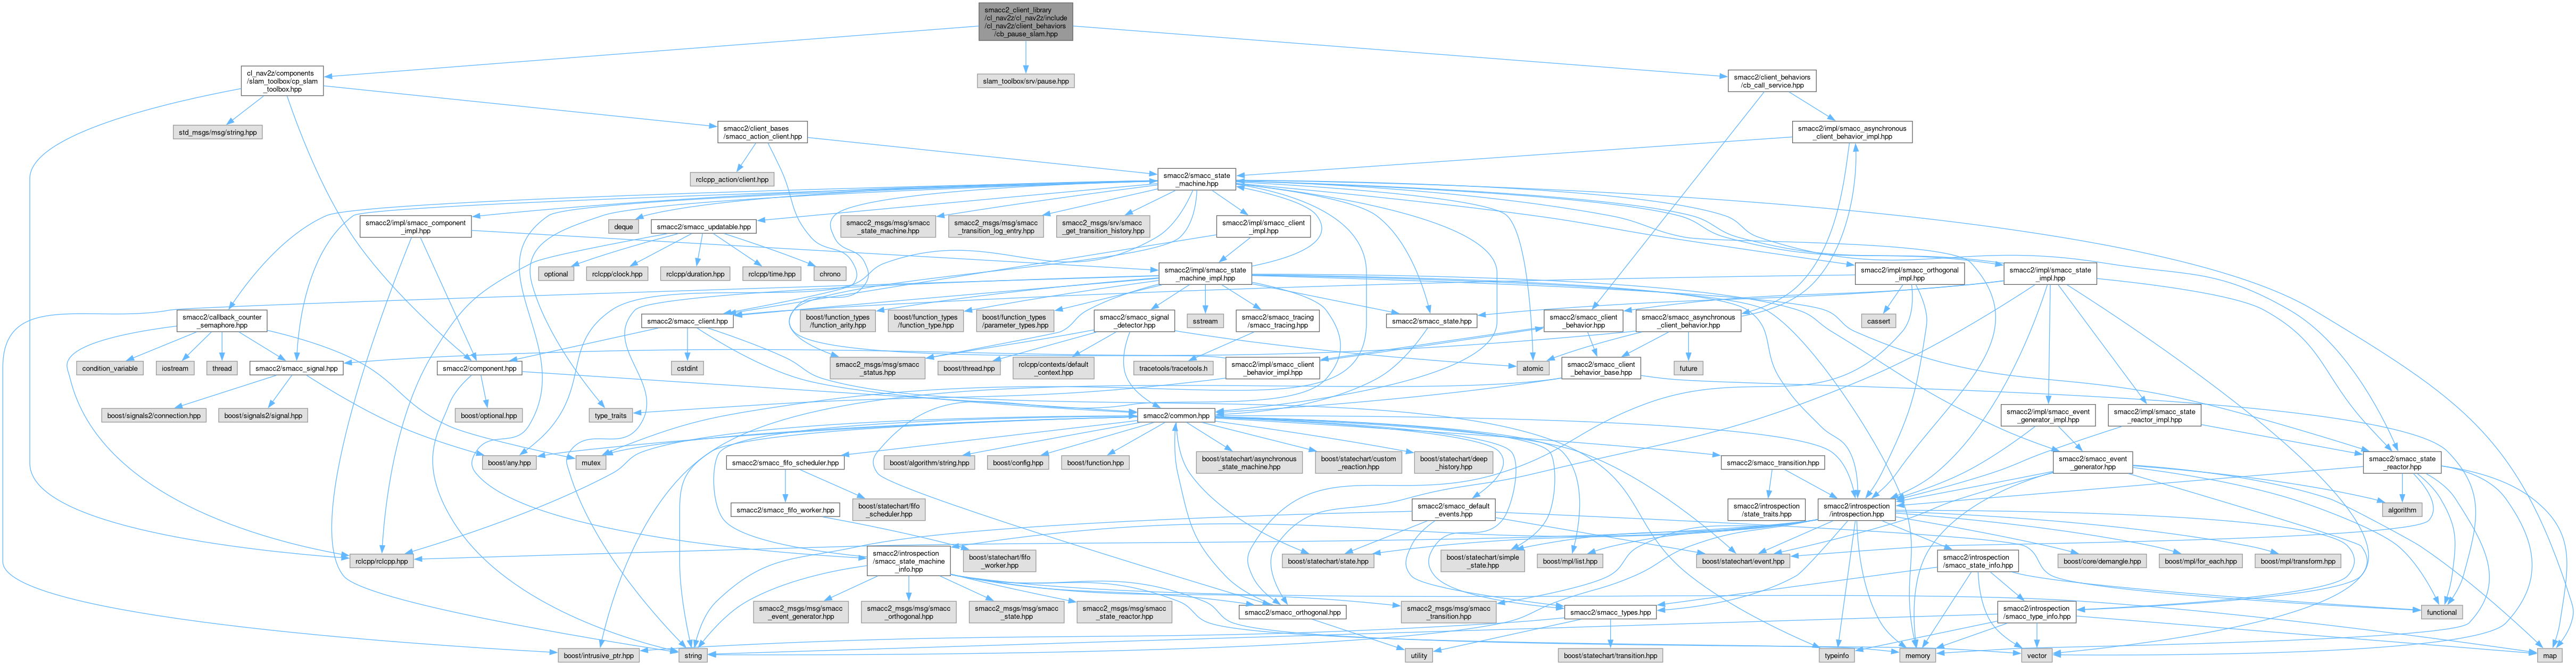 smacc2_client_library
/cl_nav2z/cl_nav2z/include
/cl_nav2z/client_behaviors
/cb_pause_slam.hpp
cl_nav2z/components
/slam_toolbox/cp_slam
_toolbox.hpp
slam_toolbox/srv/pause.hpp
smacc2/client_behaviors
/cb_call_service.hpp
std_msgs/msg/string.hpp
smacc2/client_bases
/smacc_action_client.hpp
smacc2/impl/smacc_asynchronous
_client_behavior_impl.hpp
rclcpp_action/client.hpp
smacc2/smacc_state
_machine.hpp
smacc2/impl/smacc_component
_impl.hpp
deque
smacc2/smacc_updatable.hpp
smacc2_msgs/msg/smacc
_state_machine.hpp
smacc2_msgs/msg/smacc
_transition_log_entry.hpp
smacc2_msgs/srv/smacc
_get_transition_history.hpp
smacc2/impl/smacc_client
_impl.hpp
optional
rclcpp/clock.hpp
rclcpp/duration.hpp
rclcpp/time.hpp
chrono
smacc2/impl/smacc_state
_machine_impl.hpp
smacc2/impl/smacc_orthogonal
_impl.hpp
smacc2/impl/smacc_state
_impl.hpp
smacc2/callback_counter
_semaphore.hpp
smacc2/smacc_client.hpp
boost/function_types
/function_arity.hpp
boost/function_types
/function_type.hpp
boost/function_types
/parameter_types.hpp
smacc2/smacc_signal
_detector.hpp
sstream
smacc2_tracing
/smacc_tracing.hpp
smacc2/smacc_state.hpp
smacc2/smacc_client
_behavior.hpp
smacc2/smacc_asynchronous
_client_behavior.hpp
cassert
condition_variable
iostream
thread
smacc2/smacc_signal.hpp
smacc2/component.hpp
cstdint
smacc2_msgs/msg/smacc
_status.hpp
boost/thread.hpp
rclcpp/contexts/default
_context.hpp
tracetools/tracetools.h
smacc2/impl/smacc_client
_behavior_impl.hpp
atomic
smacc2/smacc_client
_behavior_base.hpp
future
boost/signals2/connection.hpp
boost/signals2/signal.hpp
boost/optional.hpp
type_traits
smacc2/common.hpp
smacc2/impl/smacc_event
_generator_impl.hpp
smacc2/impl/smacc_state
_reactor_impl.hpp
boost/any.hpp
mutex
smacc2/smacc_fifo_scheduler.hpp
boost/algorithm/string.hpp
boost/config.hpp
boost/function.hpp
boost/statechart/asynchronous
_state_machine.hpp
boost/statechart/custom
_reaction.hpp
boost/statechart/deep
_history.hpp
smacc2/smacc_transition.hpp
smacc2/smacc_event
_generator.hpp
smacc2/smacc_state
_reactor.hpp
smacc2/smacc_fifo_worker.hpp
boost/statechart/fifo
_scheduler.hpp
smacc2/smacc_default
_events.hpp
smacc2/introspection
/state_traits.hpp
smacc2/introspection
/introspection.hpp
algorithm
rclcpp/rclcpp.hpp
smacc2/introspection
/smacc_state_machine
_info.hpp
boost/statechart/fifo
_worker.hpp
boost/statechart/state.hpp
boost/statechart/simple
_state.hpp
boost/mpl/list.hpp
boost/statechart/event.hpp
smacc2/introspection
/smacc_state_info.hpp
boost/core/demangle.hpp
boost/mpl/for_each.hpp
boost/mpl/transform.hpp
smacc2_msgs/msg/smacc
_event_generator.hpp
smacc2_msgs/msg/smacc
_orthogonal.hpp
smacc2_msgs/msg/smacc
_state.hpp
smacc2_msgs/msg/smacc
_state_reactor.hpp
smacc2/smacc_orthogonal.hpp
smacc2_msgs/msg/smacc
_transition.hpp
smacc2/smacc_types.hpp
smacc2/introspection
/smacc_type_info.hpp
functional
boost/intrusive_ptr.hpp
string
utility
boost/statechart/transition.hpp
typeinfo
memory
vector
map